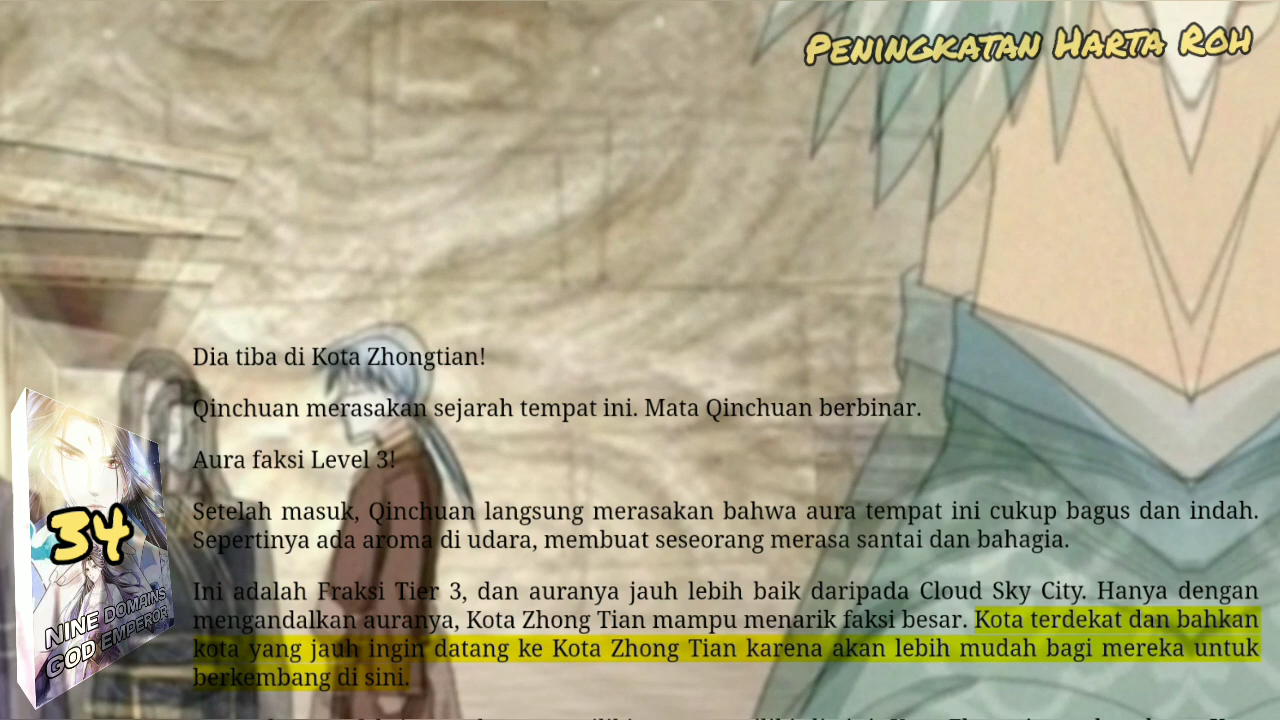 Peningkatan Harta Roh
Dia tiba di Kota Zhongtian!
Qinchuan merasakan sejarah tempat ini. Mata Qinchuan berbinar.
Aura faksi Level 3!
Setelah masuk, Qinchuan langsung merasakan bahwa aura tempat ini cukup bagus dan indah.
Sepertinya ada aroma di udara, membuat seseorang merasa santai dan bahagia.
Ini adalah Fraksi Tier 3, dan auranya jauh lebih baik daripada Cloud Sky City. Hanya dengan
mengandalkan auranya, Kota Zhong Tian mampu menarik faksi besar. Kota terdekat dan bahkan
kota yang jauh ingin datang ke Kota Zhong Tian karena akan lebih mudah bagi mereka untuk
berkembang di sini.
34
NINE DOMAINS
GOD EMPEROR